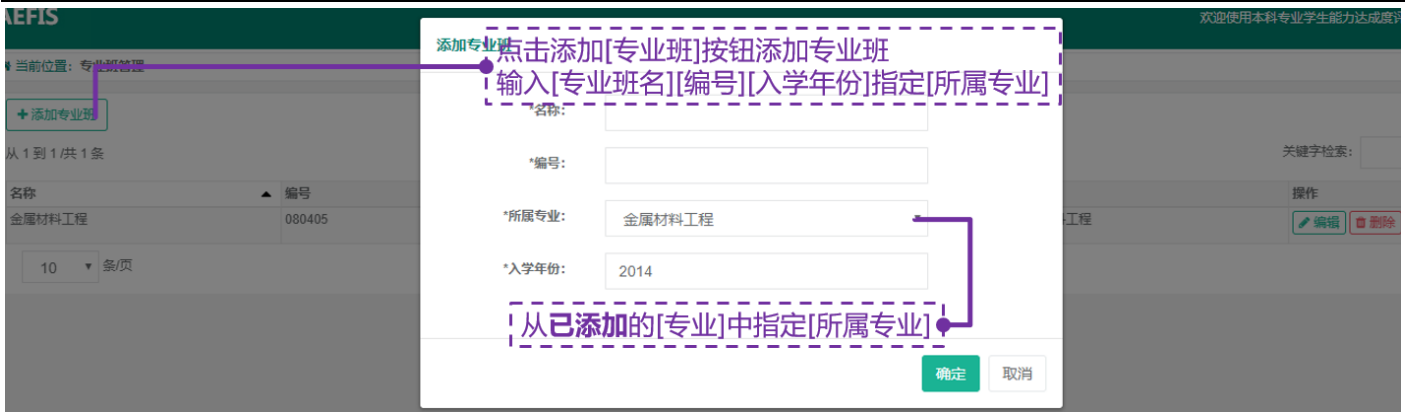 AEFIS
欢迎使用本科专业学生能力达成度评
当前位置：专业班管理
添加专业班
点击添加[专业班]按钮添加专业班
输入[专业班名][编号][入学年份]指定[所属专业]
+添加专业班
*名称:
从 1 到 1 /共 1 条
关键字检索:
*编号:
名称
编号
操作
金属材料工程
080405
*所属专业:
金属材料工程
工程
编辑
删除
10
条/页
*入学年份:
2014
从已添加的[专业]中指定[所属专业]
确定
取消